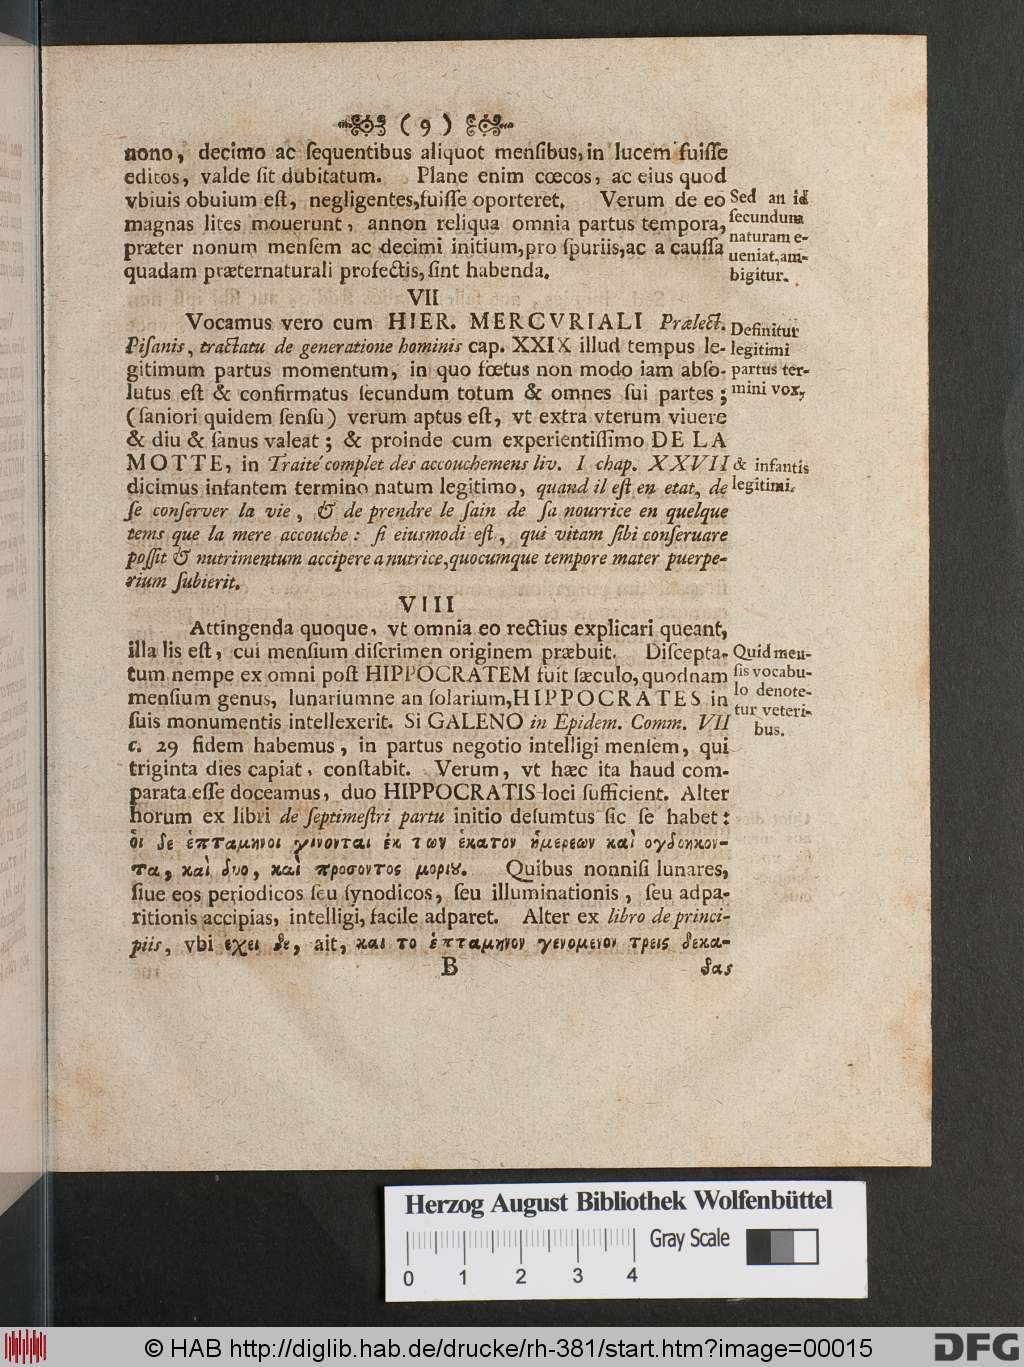 ( 9 )
nono, decimo ac ſequentibus aliquot menſibus, in lucem fuiſſe
editos, valde ſit dubitatum. Plane enim cœcos, ac eius quod
vbiuis obuium eſt, negligentes, fuiſſe oporteret. Verum de eo
magnas lites mouerunt, annon reliqua omnia partus tempora,
præter nonum menſem ac decimi initium, pro ſpuriis, ac a cauſſa
quadam præternaturali profectis, ſint habenda.
Sed an id
ſecundum
naturam e-
ueniat, am-
bigitur.
VII
Vocamus vero cum HIER. MERCVRIALI Prælect.
Piſanis, tractatu de generatione hominis cap. XXIX illud tempus le-
gitimum partus momentum, in quo fœtus non modo iam abſo-
lutus eſt & confirmatus ſecundum totum & omnes ſui partes;
(ſaniori quidem ſenſu) verum aptus eſt, vt extra vterum viuere
& diu & ſanus valeat; & proinde cum experientiſſimo DE LA
MOTTE, in Traité complet des accouchemens liv. I chap. XXVII
dicimus infantem termino natum legitimo, quand il eſt en etat, de
ſe conſerver la vie, & de prendre le ſain de ſa nourrice en quelque
tems que la mere accouche: ſi eiusmodi eſt, qui vitam ſibi conſeruare
poſſit & nutrimentum accipere a nutrice, quocumque tempore mater puerpe-
rium ſubierit.
Definitur
legitimi
partus ter-
mini vox,
& infantis
legitimi.
VIII
Attingenda quoque, vt omnia eo rectius explicari queant,
illa lis eſt, cui menſium diſcrimen originem præbuit. Diſcepta-
tum nempe ex omni poſt HIPPOCRATEM fuit ſæculo, quodnam
menſium genus, lunariumne an ſolarium, HIPPOCRATES in
ſuis monumentis intellexerit. Si GALENO in Epidem. Comm. VII
c. 29 fidem habemus, in partus negotio intelligi menſem, qui
triginta dies capiat, conſtabit. Verum, vt hæc ita haud com-
parata eſſe doceamus, duo HIPPOCRATIS loci ſufficient. Alter
horum ex libri de ſeptimeſtri partu initio deſumtus ſic ſe habet:
οἱ δε ἑπταμηνοι γινονται ἐκ των ἑκατον ἡμερεων καὶ ογδοηκον-
τα, καὶ δυο, καὶ προσοντος μοριȣ. Quibus nonniſi lunares,
ſiue eos periodicos ſeu ſynodicos, ſeu illuminationis, ſeu adpa-
ritionis accipias, intelligi, facile adparet. Alter ex libro de princi-
piis, vbi εχει δε, ait, και το ἑπταμηνον γενομενον τρεις δεκα-
Quid men-
ſis vocabu-
lo denote-
tur veteri-
bus.
B
δας
Herzog August Bibliothek Wolfenbüttel
Gray Scale
0 1 2 3 4
© HAB http://diglib.hab.de/drucke/rh-381/start.htm?image=00015
DFG